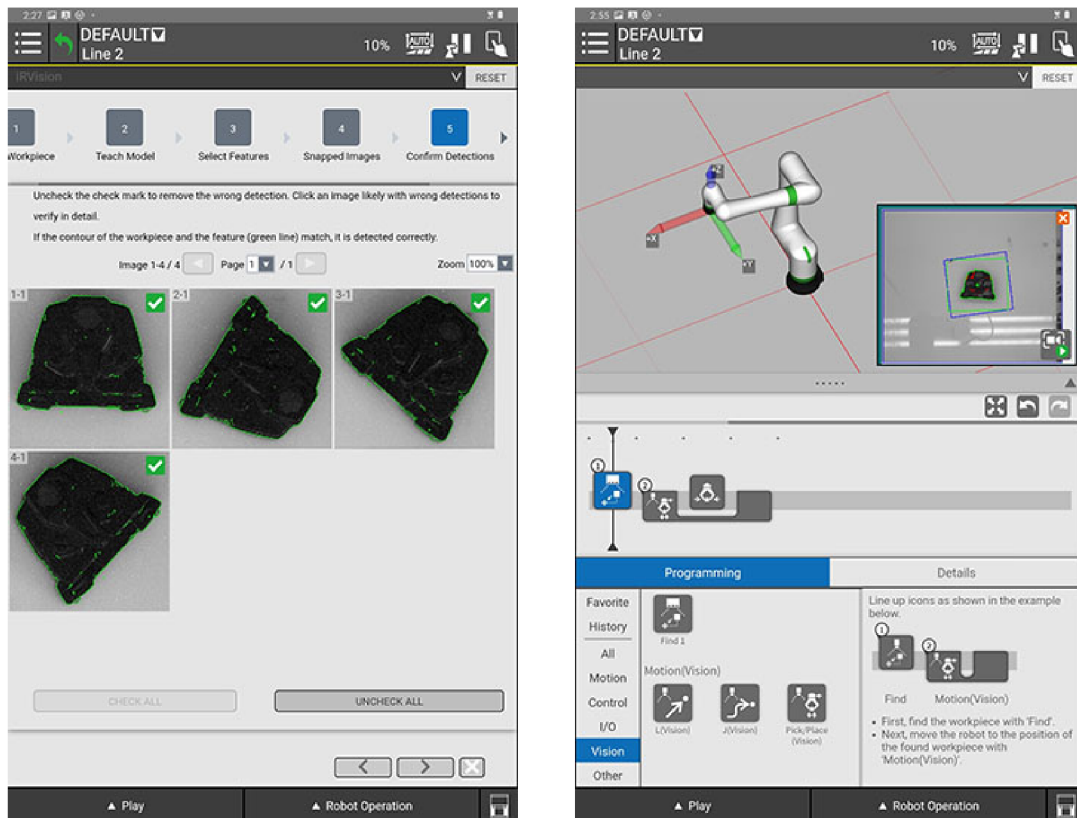 2:27
DEFAULT
Line 2
10%
AUTO
iRVision
RESET
1
2
3
4
5
Workpiece
Teach Model
Select Features
Snapped Images
Confirm Detections
Uncheck the check mark to remove the wrong detection. Click an image likely with wrong detections to
verify in detail.
If the contour of the workpiece and the feature (green line) match, it is detected correctly.
Image 1-4 / 4
Page 1 / 1
Zoom 100%
1-1
2-1
3-1
4-1
CHECK ALL
UNCHECK ALL
Play
Robot Operation
2:55
DEFAULT
Line 2
10%
AUTO
RESET
+Z
+X
+Y
1
2
Programming
Details
Favorite
History
All
Motion
Control
I/O
Vision
Other
Find 1
Motion(Vision)
L(Vision)
J(Vision)
Pick/Place
(Vision)
Line up icons as shown in the example
below.
1
2
Find
Motion(Vision)
• First, find the workpiece with 'Find'.
• Next, move the robot to the position of
the found workpiece with
'Motion(Vision)'.
Play
Robot Operation